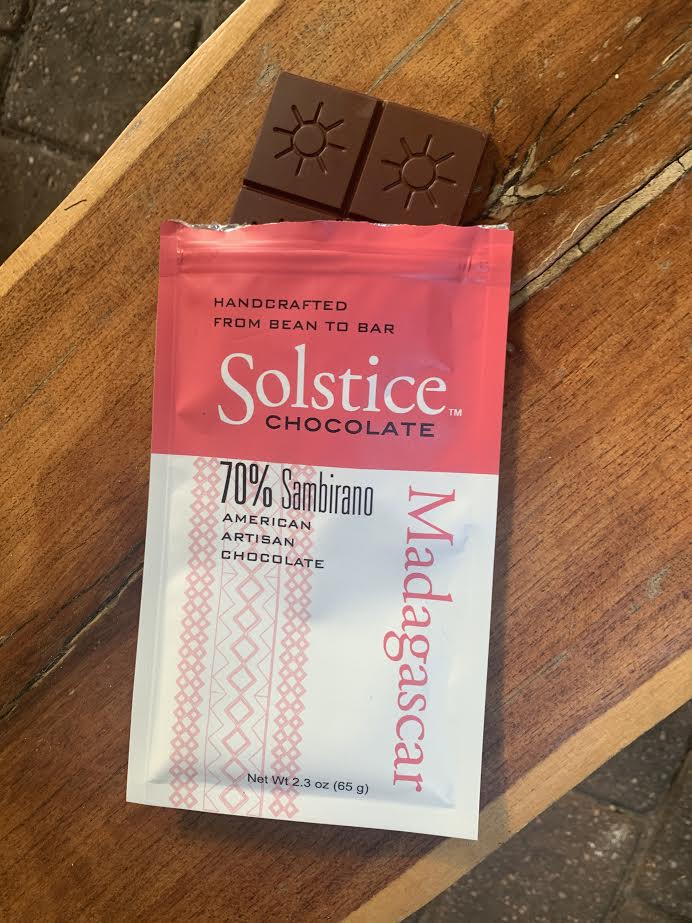 HANDCRAFTED
FROM BEAN TO BAR
Solstice™
CHOCOLATE
70% Sambirano
AMERICAN
ARTISAN
CHOCOLATE
Madagascar
Net Wt 2.3 oz (65 g)